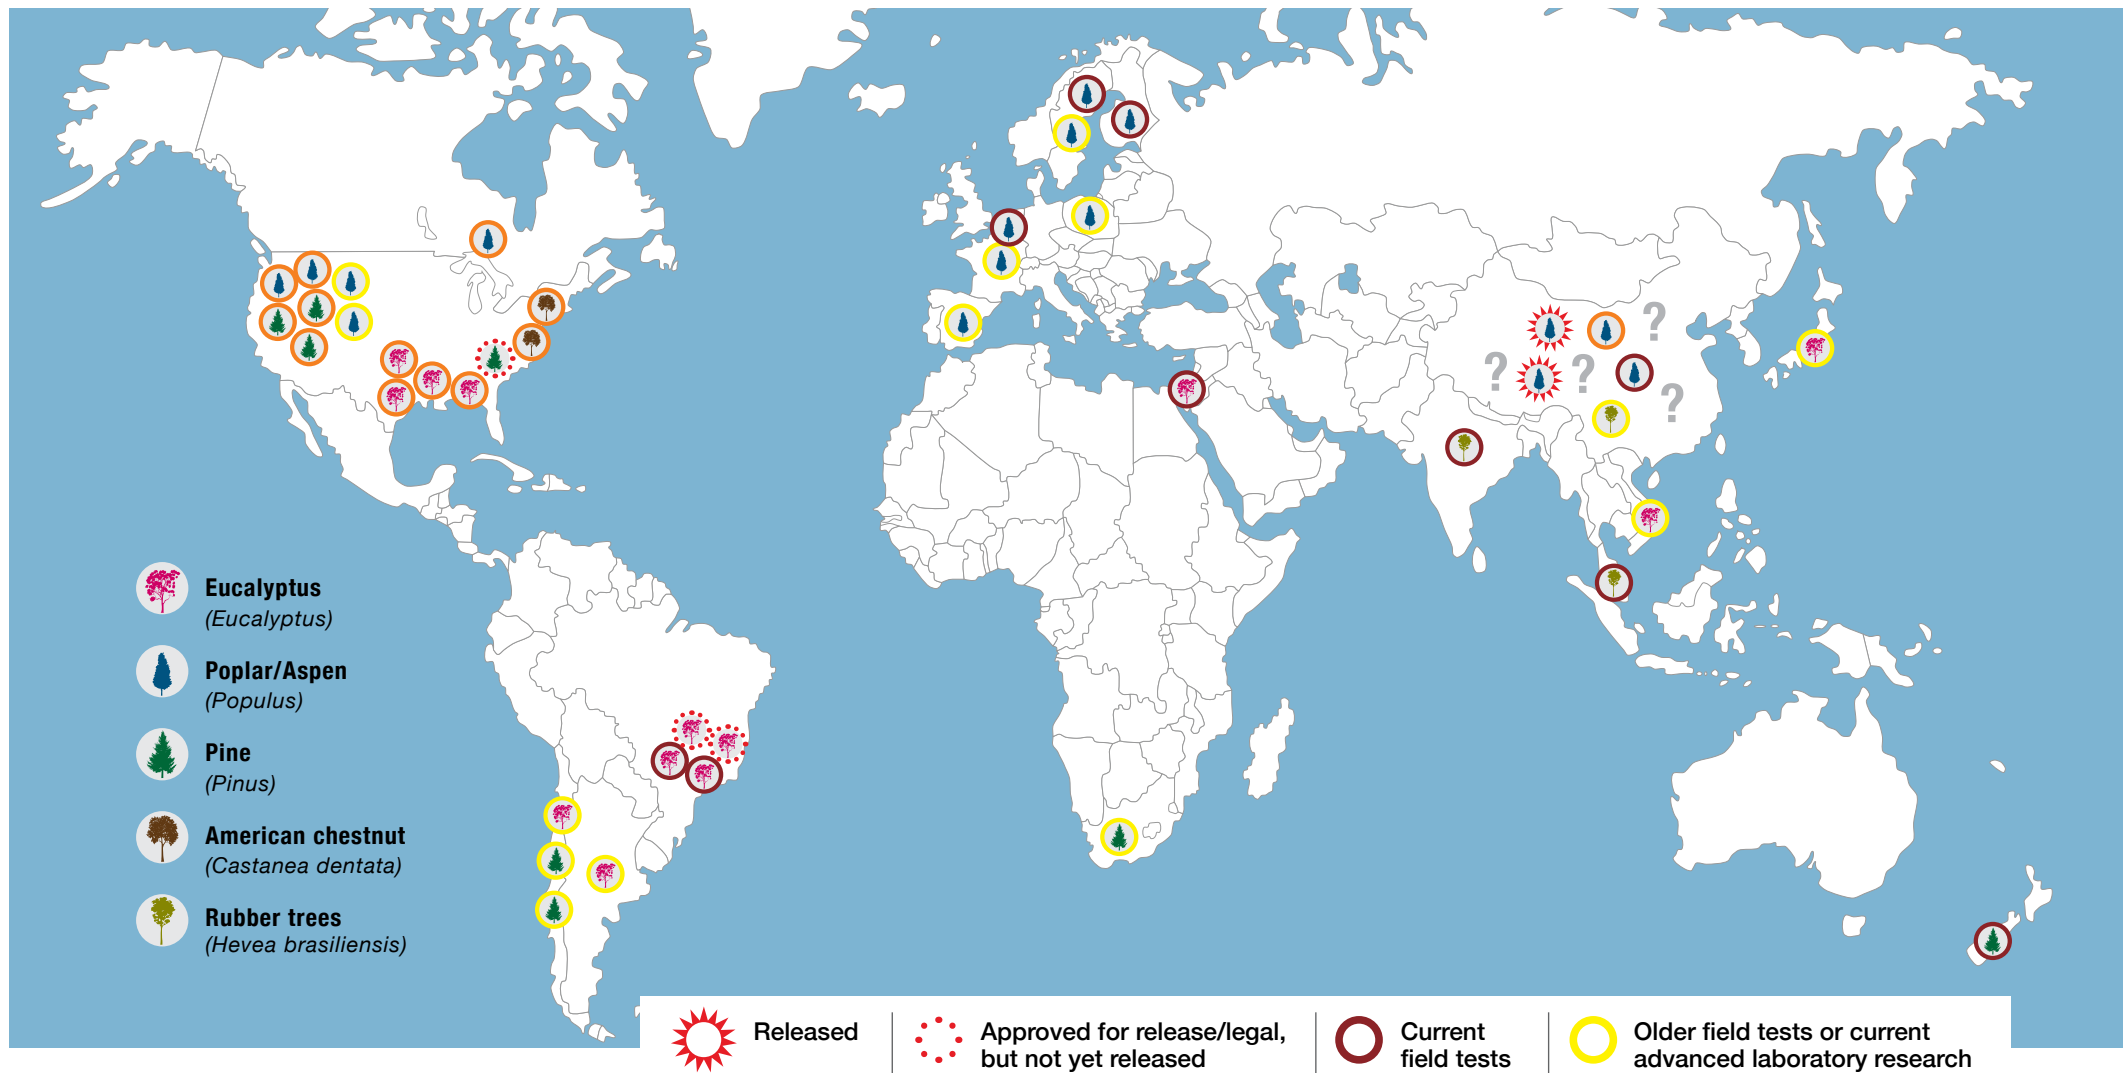 ?
?
?
?
Eucalyptus
(Eucalyptus)
Poplar/Aspen
(Populus)
Pine
(Pinus)
American chestnut
(Castanea dentata)
Rubber trees
(Hevea brasiliensis)
Released
Approved for release/legal,
but not yet released
Current
field tests
Older field tests or current
advanced laboratory research